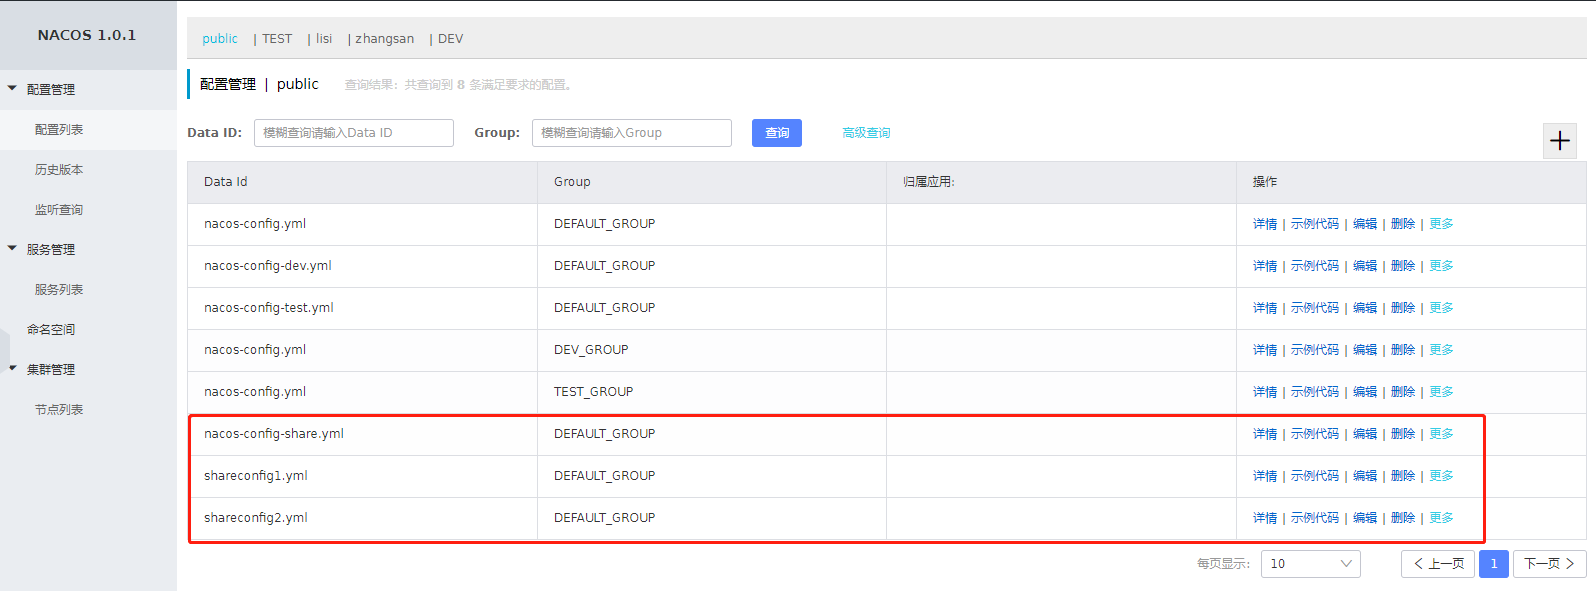 NACOS 1.0.1
配置管理
配置列表
历史版本
监听查询
服务管理
服务列表
命名空间
集群管理
节点列表
public | TEST | lisi | zhangsan | DEV
配置管理 | public 查询结果：共查询到 8 条满足要求的配置。
Data ID: 模糊查询请输入Data ID Group: 模糊查询请输入Group 查询 高级查询
Data Id Group 归属应用: 操作
nacos-config.yml DEFAULT_GROUP 详情 | 示例代码 | 编辑 | 删除 | 更多
nacos-config-dev.yml DEFAULT_GROUP 详情 | 示例代码 | 编辑 | 删除 | 更多
nacos-config-test.yml DEFAULT_GROUP 详情 | 示例代码 | 编辑 | 删除 | 更多
nacos-config.yml DEV_GROUP 详情 | 示例代码 | 编辑 | 删除 | 更多
nacos-config.yml TEST_GROUP 详情 | 示例代码 | 编辑 | 删除 | 更多
nacos-config-share.yml DEFAULT_GROUP 详情 | 示例代码 | 编辑 | 删除 | 更多
shareconfig1.yml DEFAULT_GROUP 详情 | 示例代码 | 编辑 | 删除 | 更多
shareconfig2.yml DEFAULT_GROUP 详情 | 示例代码 | 编辑 | 删除 | 更多
每页显示: 10 上一页 1 下一页